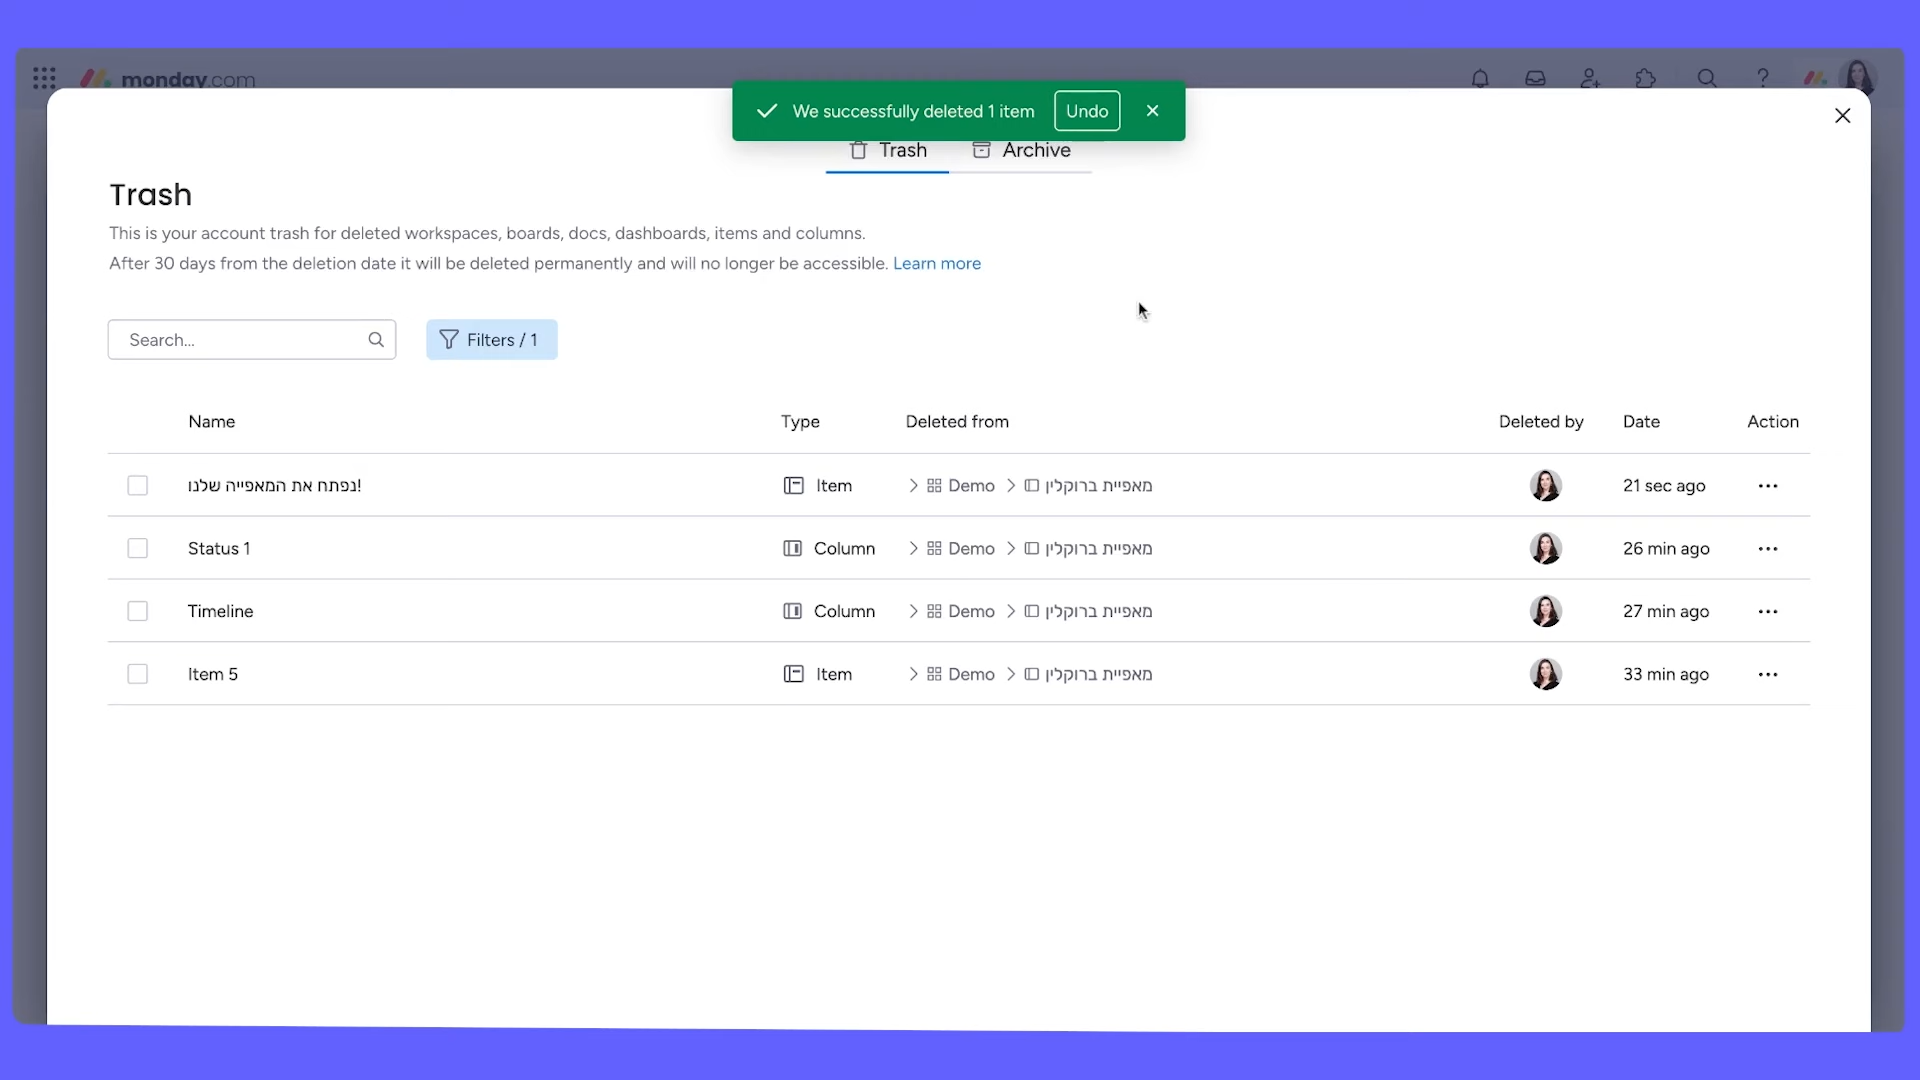 monday.com
We successfully deleted 1 item Undo
Trash Archive
Trash
This is your account trash for deleted workspaces, boards, docs, dashboards, items and columns.
After 30 days from the deletion date it will be deleted permanently and will no longer be accessible. Learn more
Search... Filters / 1
Name Type Deleted from Deleted by Date Action
נפתח את המאפייה שלנו! Item Demo מאפיית ברוקלין 21 sec ago
Status 1 Column Demo מאפיית ברוקלין 26 min ago
Timeline Column Demo מאפיית ברוקלין 27 min ago
Item 5 Item Demo מאפיית ברוקלין 33 min ago